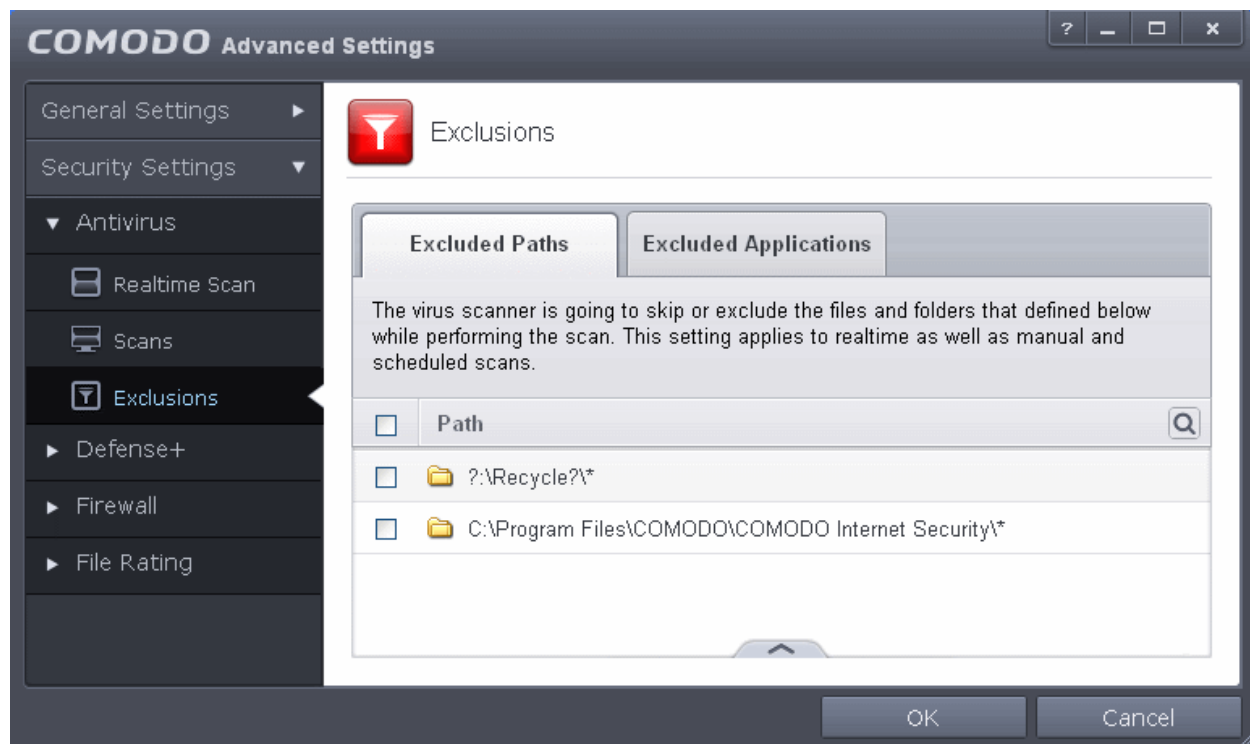 COMODO Advanced Settings
?
General Settings
Security Settings
Antivirus
Realtime Scan
Scans
Exclusions
Defense+
Firewall
File Rating
Exclusions
Excluded Paths
Excluded Applications
The virus scanner is going to skip or exclude the files and folders that defined below
while performing the scan. This setting applies to realtime as well as manual and
scheduled scans.
Path
?:\Recycle?\*
C:\Program Files\COMODO\COMODO Internet Security\*
OK
Cancel